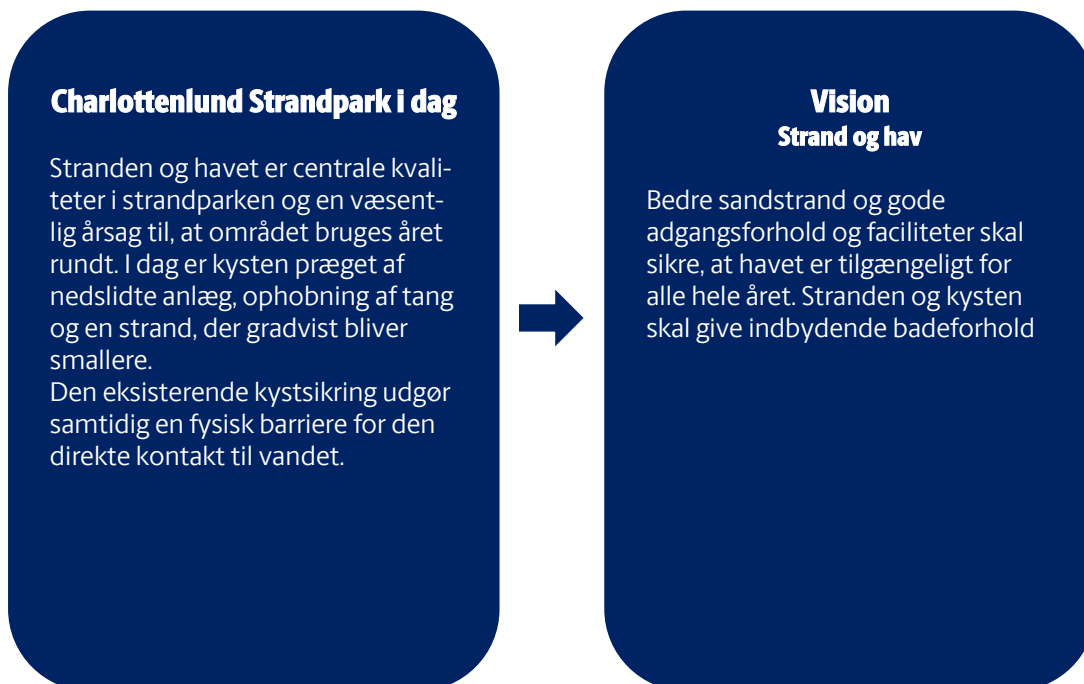 Charlottenlund Strandpark i dag
Stranden og havet er centrale kvali-
teter i strandparken og en væsent-
lig årsag til, at området bruges året
rundt. I dag er kysten præget af
nedslidte anlæg, ophobning af tang
og en strand, der gradvist bliver
smallere.
Den eksisterende kystsikring udgør
samtidig en fysisk barriere for den
direkte kontakt til vandet.
Vision
Strand og hav
Bedre sandstrand og gode
adgangsforhold og faciliteter skal
sikre, at havet er tilgængeligt for
alle hele året. Stranden og kysten
skal give indbydende badeforhold